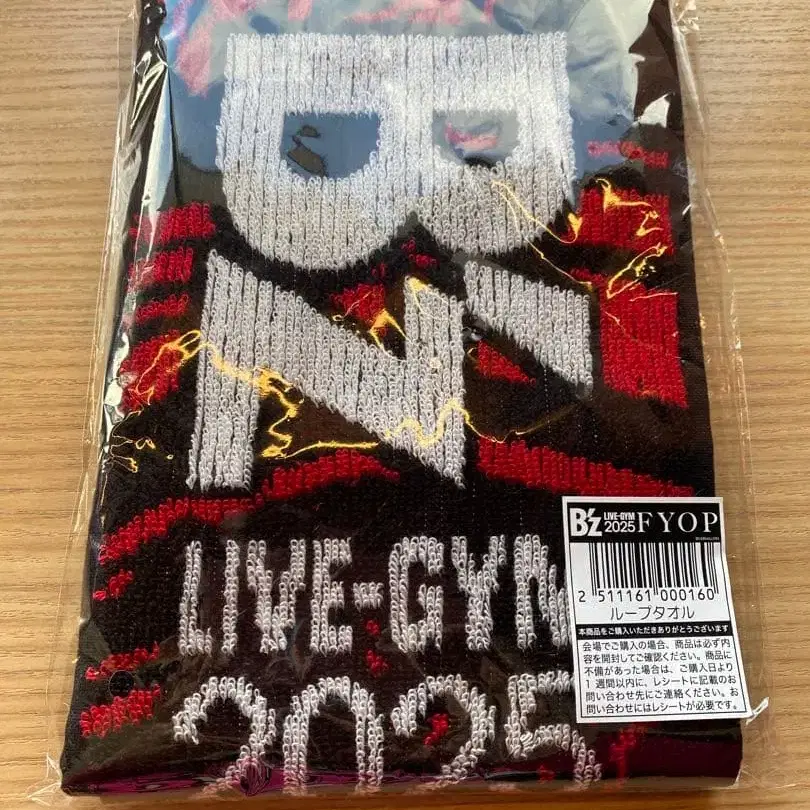 LIVE-GYM
2025
B'z LIVE-GYM 2025 FYOP
2 511161 000160
ループタオル
本商品をご購入いただきありがとうございます
会場でご購入の場合、商品は必ず内
容を開封してご確認ください。商品に
不備があった場合は、ご購入日より
1週間以内に、レシートに記載のお
問い合わせ先にご連絡ください。お
問い合わせにはレシートが必要です。